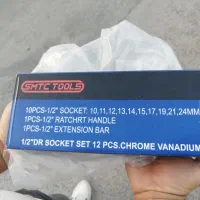 SMTC TOOLS
10PCS-1/2" SOCKET: 10,11,12,13,14,15,17,19,21,24MM
1PCS-1/2" RATCHRT HANDLE
1PCS-1/2" EXTENSION BAR
1/2"DR SOCKET SET 12 PCS.CHROME VANADIUM